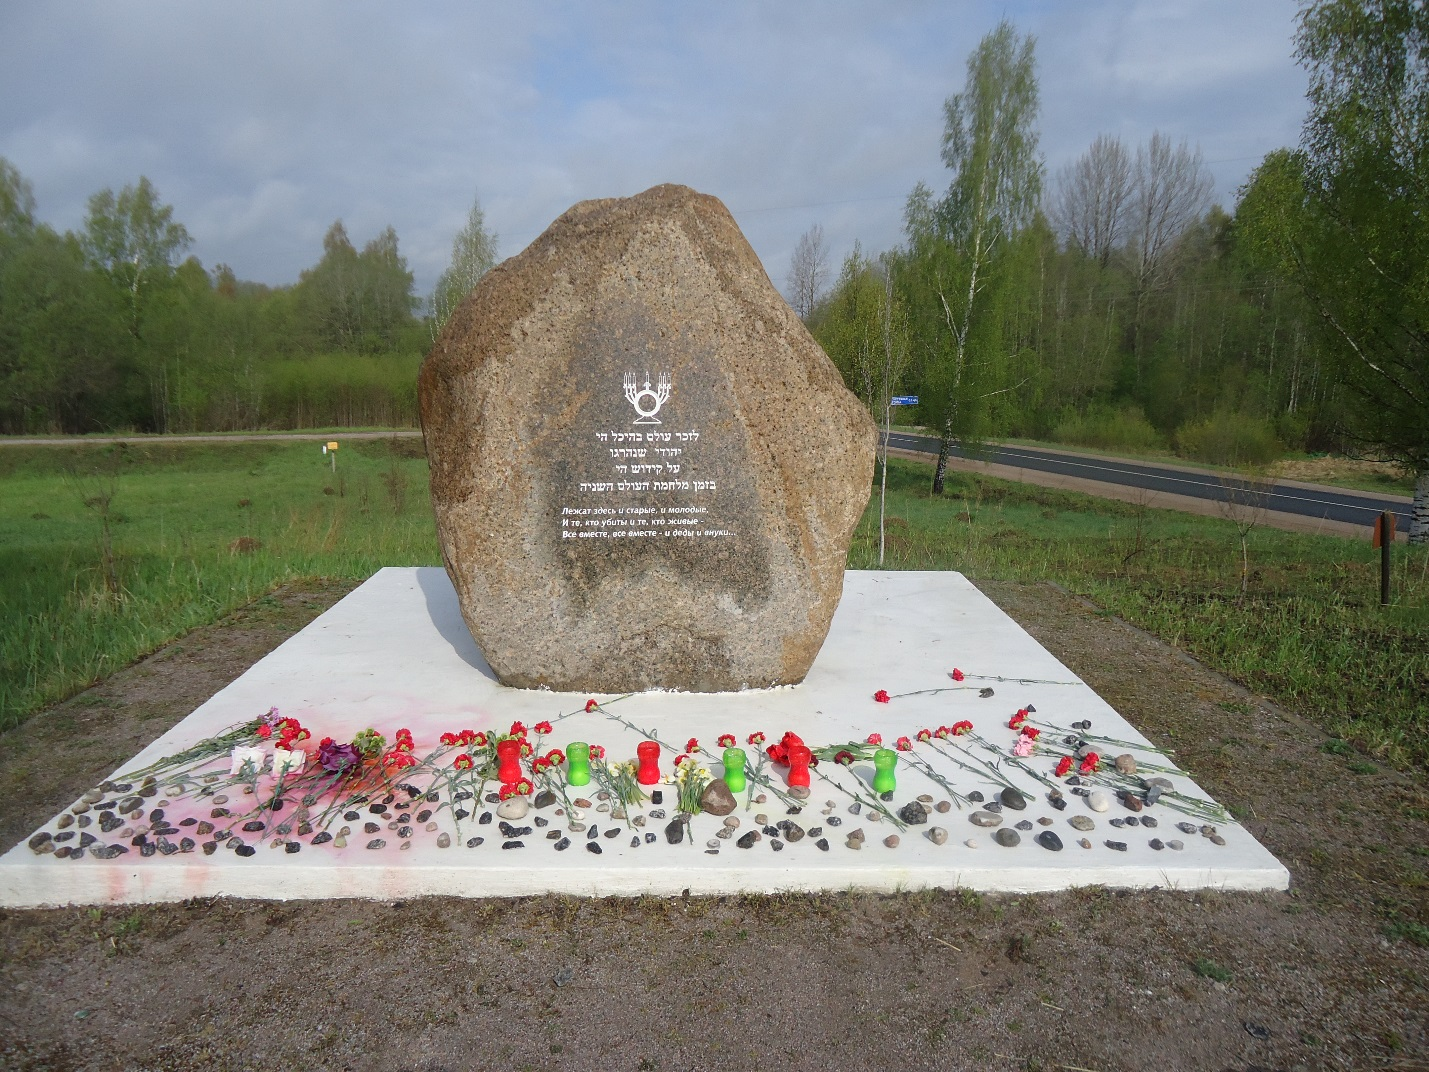 לזכר עולם בהיכל הי
יהודי שנהרגו
על קידוש הי
בזמן מלחמת העולם השניה
Лежат здесь и старые, и молодые,
И те, кто убиты и те, кто живые -
Все вместе, все вместе - и деды и внуки...